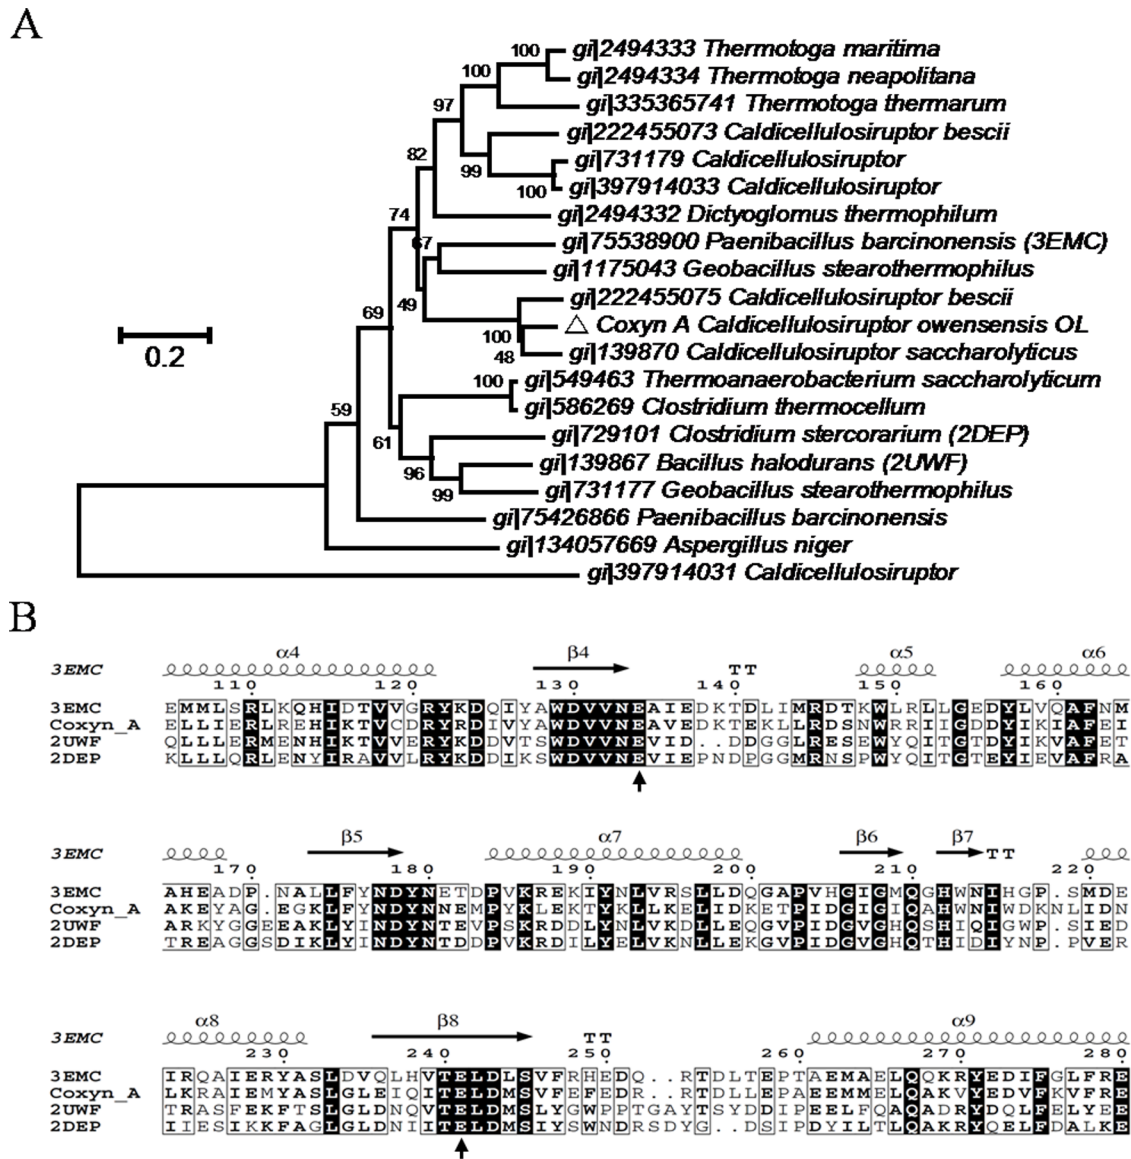 A
100 gi|2494333 Thermotoga maritima
100 gi|2494334 Thermotoga neapolitana
gi|335365741 Thermotoga thermarum
97 gi|222455073 Caldicellulosiruptor bescii
82 99 gi|731179 Caldicellulosiruptor
100 gi|397914033 Caldicellulosiruptor
74 gi|2494332 Dictyoglomus thermophilum
67 gi|75538900 Paenibacillus barcinonensis (3EMC)
gi|1175043 Geobacillus stearothermophilus
69 49 gi|222455075 Caldicellulosiruptor bescii
100 △ Coxyn A Caldicellulosiruptor owensensis OL
48 gi|139870 Caldicellulosiruptor saccharolyticus
0.2
100 gi|549463 Thermoanaerobacterium saccharolyticum
59 gi|586269 Clostridium thermocellum
61 gi|729101 Clostridium stercorarium (2DEP)
96 gi|139867 Bacillus halodurans (2UWF)
99 gi|731177 Geobacillus stearothermophilus
gi|75426866 Paenibacillus barcinonensis
gi|134057669 Aspergillus niger
gi|397914031 Caldicellulosiruptor
B
3EMC α4 β4 TT α5 α6
110 120 130 140 150 160
3EMC EMMLSRLKQHIDTVVGRYKDQIYAWDVVNEAIEDKTDLIMRDTKWLRLLGEDYLVQAFNM
Coxyn_A ELLIERLREHIKTVCDRYRDIVYAWDVVNEAVEDKTEKLLRDSNWRRIIGDDYIKIAFEI
2UWF QLLLERMENHIKTVVERYKDDVTSWDVVNEVID..DDGGLRESEWYQITGTDYIKVAFET
2DEP KLLLQRLENYIRAVVLRYKDDIKSWDVVNEVIEPNDPGGMRNSPWYQITGTEYIEVAFRA
3EMC β5 α7 β6 β7 TT
170 180 190 200 210 220
3EMC AHEADP.NALLFYNDYNETDPVKREKIYNLVRSLLDQGAPVHGIGMQGHWNIHGP.SMDE
Coxyn_A AKEYAG.EGKLFYNDYNNEMPYKLEKTYKLLKELIDKETPIDGIGIQAHWNIWDKNLIDN
2UWF ARKYGGEEAKLYINDYNTEVPSKRDDLYNLVKDLLEKGVPIDGVGHQSHIQIGWP.SIED
2DEP TREAGGSDIKLYINDYNTDDPVKRDILYELVKNLLEKGVPIDGVGHQTHIDIYNP.PVER
3EMC α8 β8 TT α9
230 240 250 260 270 280
3EMC IRQAIERYASLDVQLHVTELDLSVFRHEDQ..RTDLTEPTAEMAELQQKRYEDIFGLFRE
Coxyn_A LKRAIEMYASLGLEIQITELDMSVFEFEDR..RTDLLEPAEEMMELQAKVYEDVFKVFRE
2UWF TRASFEKFTSLGLDNQVTELDMSLYGWPPTGAYTSYDDIPEELFQAQADRYDQLFELYEE
2DEP IIESIKKFAGLGLDNIITELDMSIYSWNDRSDYG..DSIPDYILTLQAKRYQELFDALKE